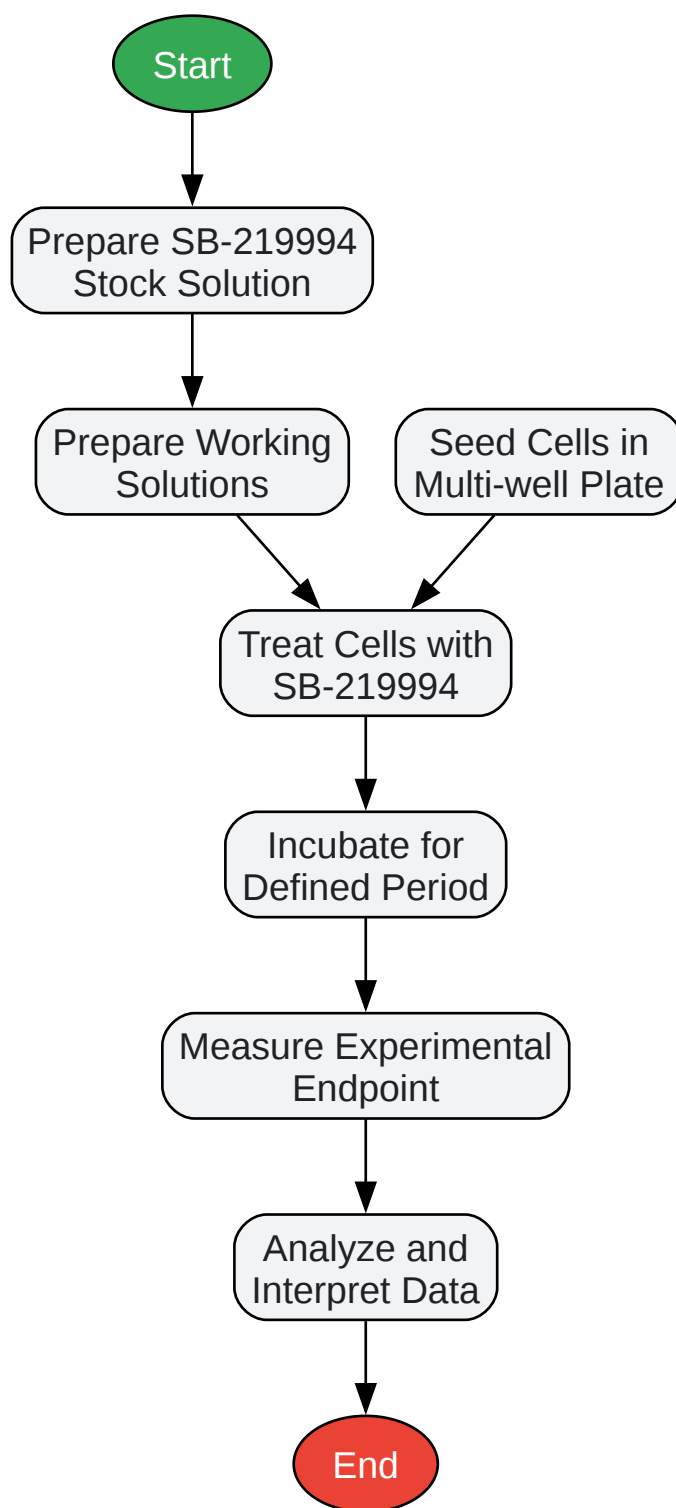 Start
Prepare SB-219994
Stock Solution
Prepare Working
Solutions
Seed Cells in
Multi-well Plate
Treat Cells with
SB-219994
Incubate for
Defined Period
Measure Experimental
Endpoint
Analyze and
Interpret Data
End